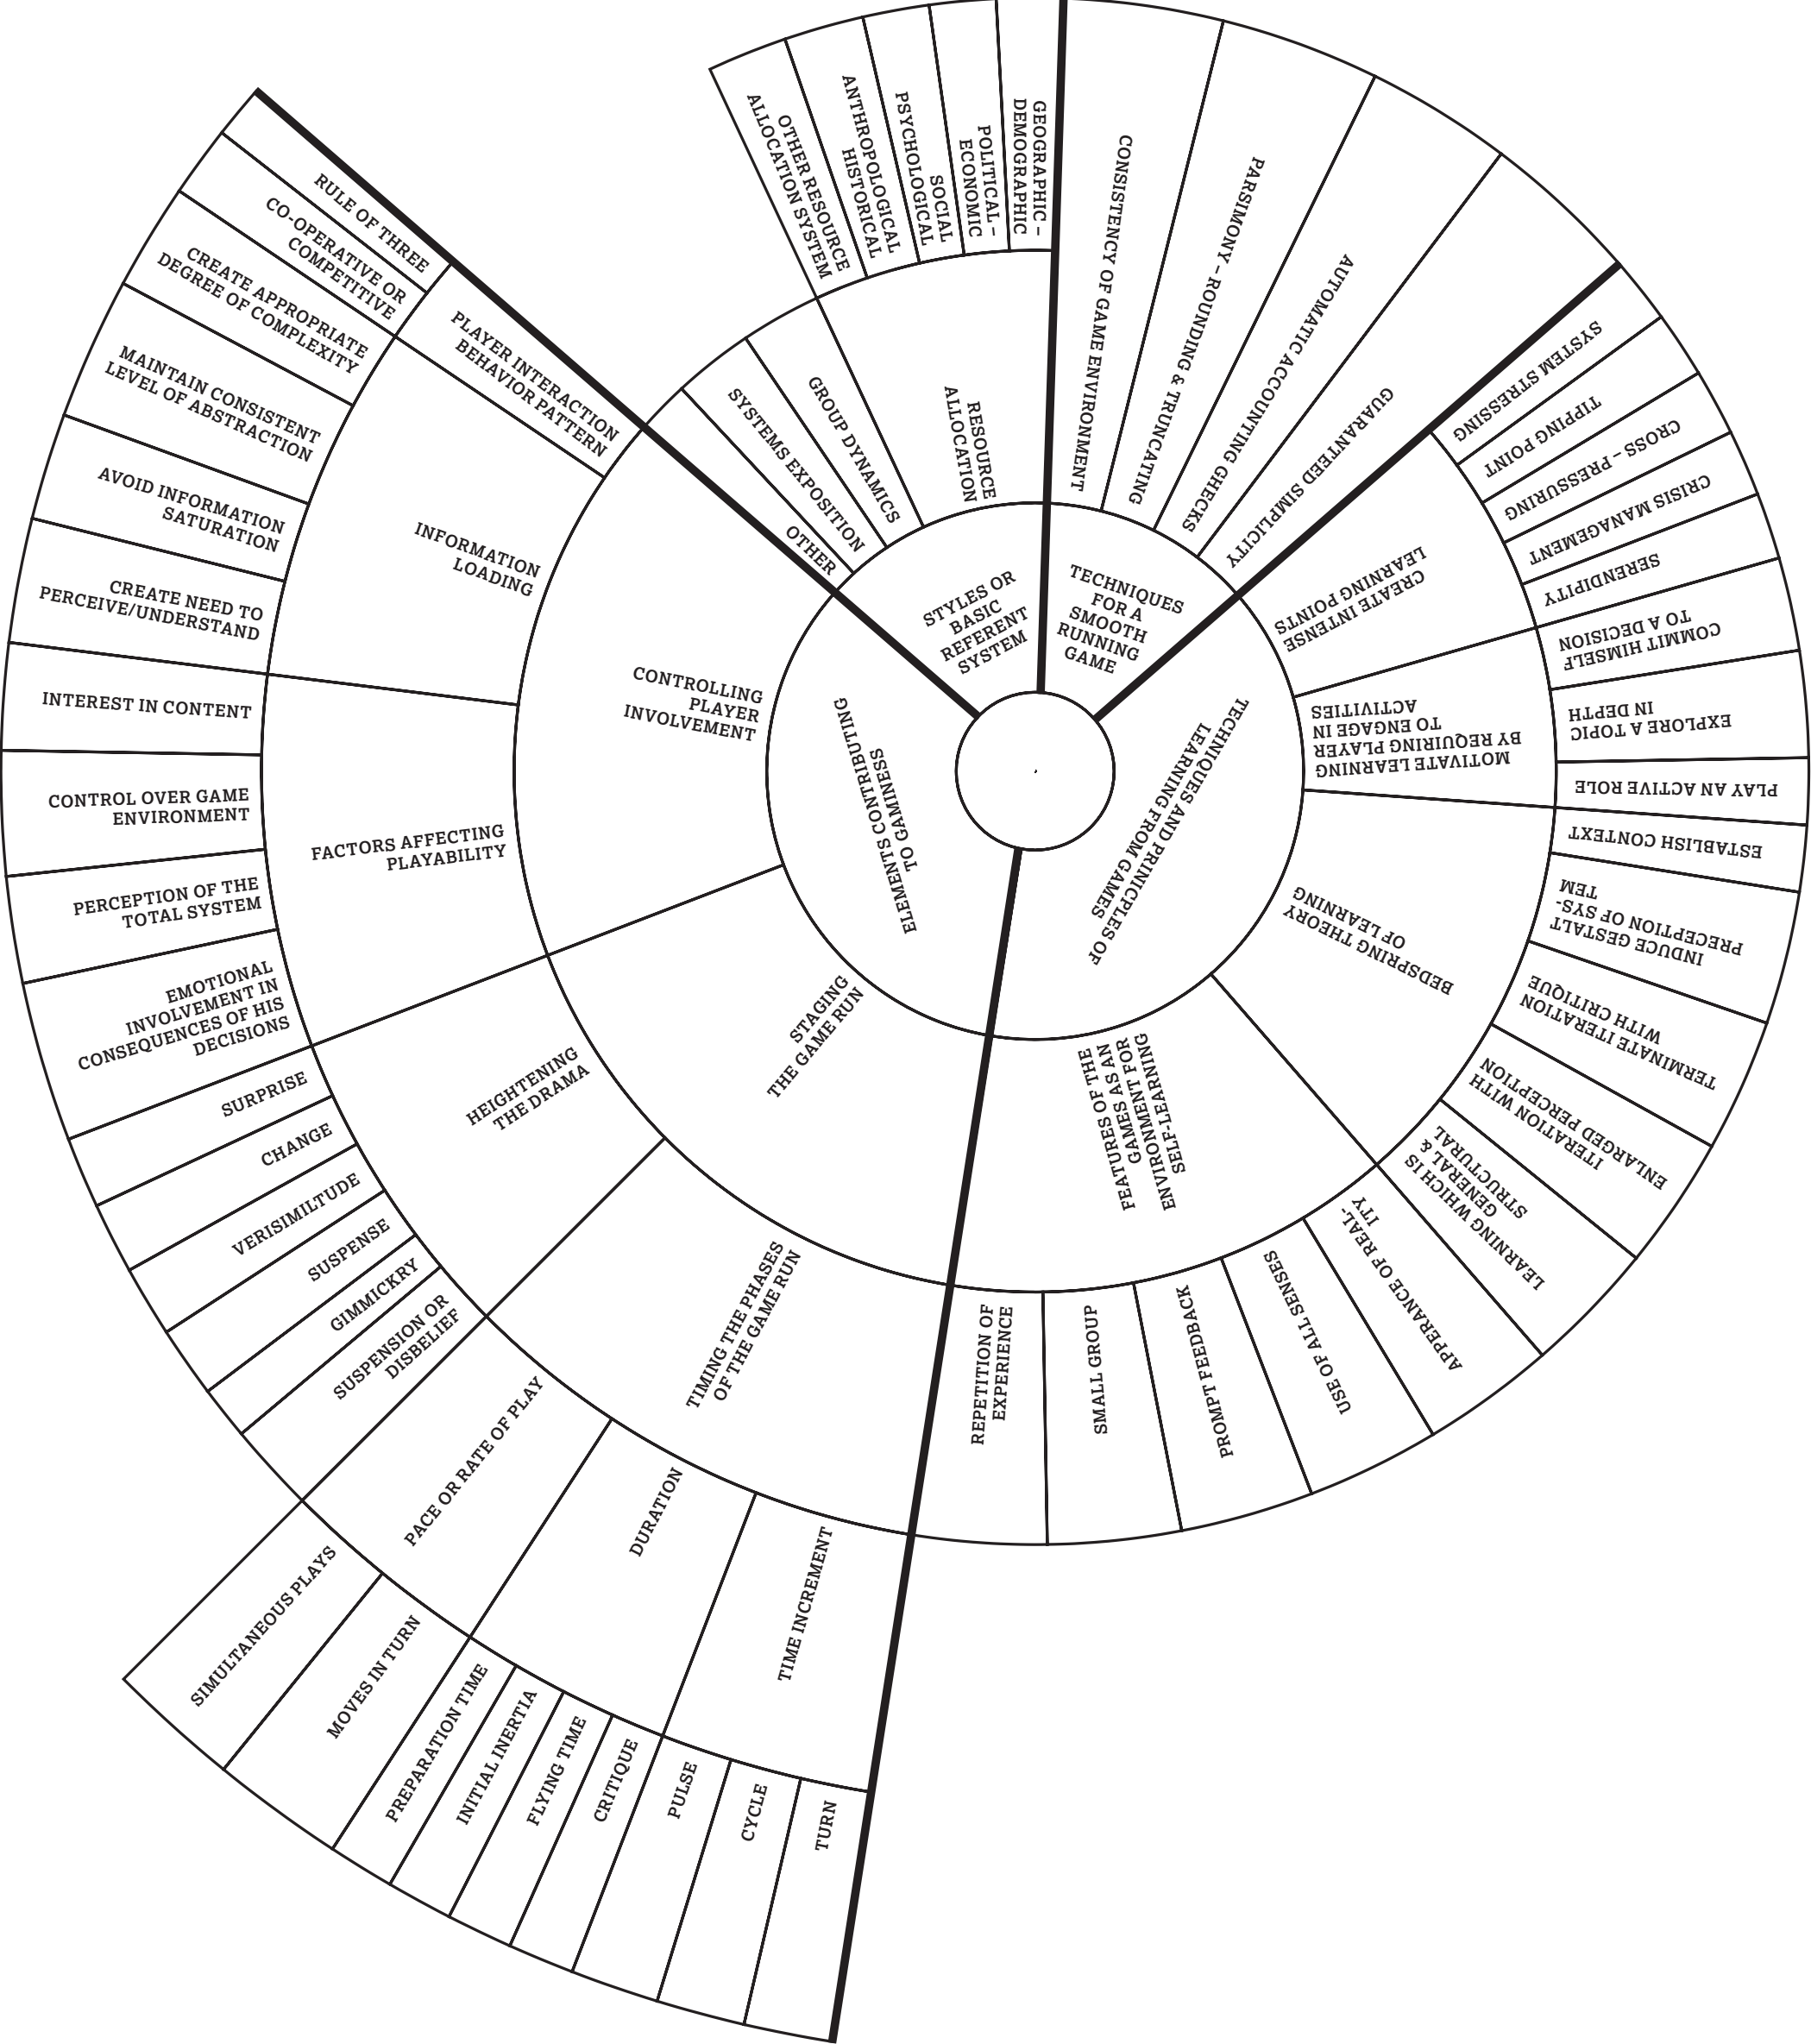 STYLES OR
BASIC
REFERENT
SYSTEM
OTHER
SYSTEMS EXPOSITION
GROUP DYNAMICS
RESOURCE
ALLOCATION
OTHER RESOURCE
ALLOCATION SYSTEM
ANTHROPOLOGICAL
HISTORICAL
SOCIAL
PSYCHOLOGICAL
POLITICAL –
ECONOMIC
GEOGRAPHIC –
DEMOGRAPHIC
TECHNIQUES
FOR A
SMOOTH
RUNNING
GAME
CONSISTENCY OF GAME ENVIRONMENT
PARSIMONY – ROUNDING & TRUNCATING
AUTOMATIC ACCOUNTING CHECKS
GUARANTEED SIMPLICITY
TECHNIQUES AND PRINICPLES OF
LEARNING FROM GAMES
CREATE INTENSE
LEARNING POINTS
SYSTEM STRESSING
TIPPING POINT
CROSS – PRESSURING
CRISIS MANAGEMENT
SERENDIPITY
MOTIVATE LEARNING
BY REQUIRING PLAYER
TO ENGAGE IN
ACTIVITIES
COMMIT HIMSELF
TO A DECISION
EXPLORE A TOPIC
IN DEPTH
PLAY AN ACTIVE ROLE
BEDSPRING THEORY
OF LEARNING
ESTABLISH CONTEXT
INDUCE GESTALT
PRECEPTION OF SYS-
TEM
TERMINATE ITERATION
WITH CRITIQUE
ITERATION WITH
ENLARGED PERCEPTION
LEARNING WHICH IS
GENERAL &
STRUCTURAL
FEATURES OF THE
GAMES AS AN
ENVIRONMENT FOR
SELF-LEARNING
APPERANCE OF REAL-
ITY
USE OF ALL SENSES
PROMPT FEEDBACK
SMALL GROUP
REPETITION OF
EXPERIENCE
ELEMENTS CONTRIBUTING
TO GAMINESS
STAGING
THE GAME RUN
TIMING THE PHASES
OF THE GAME RUN
TIME INCREMENT
TURN
CYCLE
PULSE
DURATION
CRITIQUE
FLYING TIME
INITIAL INERTIA
PREPARATION TIME
PACE OR RATE OF PLAY
MOVES IN TURN
SIMULTANEOUS PLAYS
HEIGHTENING
THE DRAMA
SUSPENSION OR
DISBELIEF
GIMMICKRY
SUSPENSE
VERISIMILTUDE
CHANGE
SURPRISE
CONTROLLING
PLAYER
INVOLVEMENT
FACTORS AFFECTING
PLAYABILITY
EMOTIONAL
INVOLVEMENT IN
CONSEQUENCES OF HIS
DECISIONS
PERCEPTION OF THE
TOTAL SYSTEM
CONTROL OVER GAME
ENVIRONMENT
INTEREST IN CONTENT
INFORMATION
LOADING
CREATE NEED TO
PERCEIVE/UNDERSTAND
AVOID INFORMATION
SATURATION
MAINTAIN CONSISTENT
LEVEL OF ABSTRACTION
CREATE APPROPRIATE
DEGREE OF COMPLEXITY
PLAYER INTERACTION
BEHAVIOR PATTERN
CO-OPERATIVE OR
COMPETITIVE
RULE OF THREE